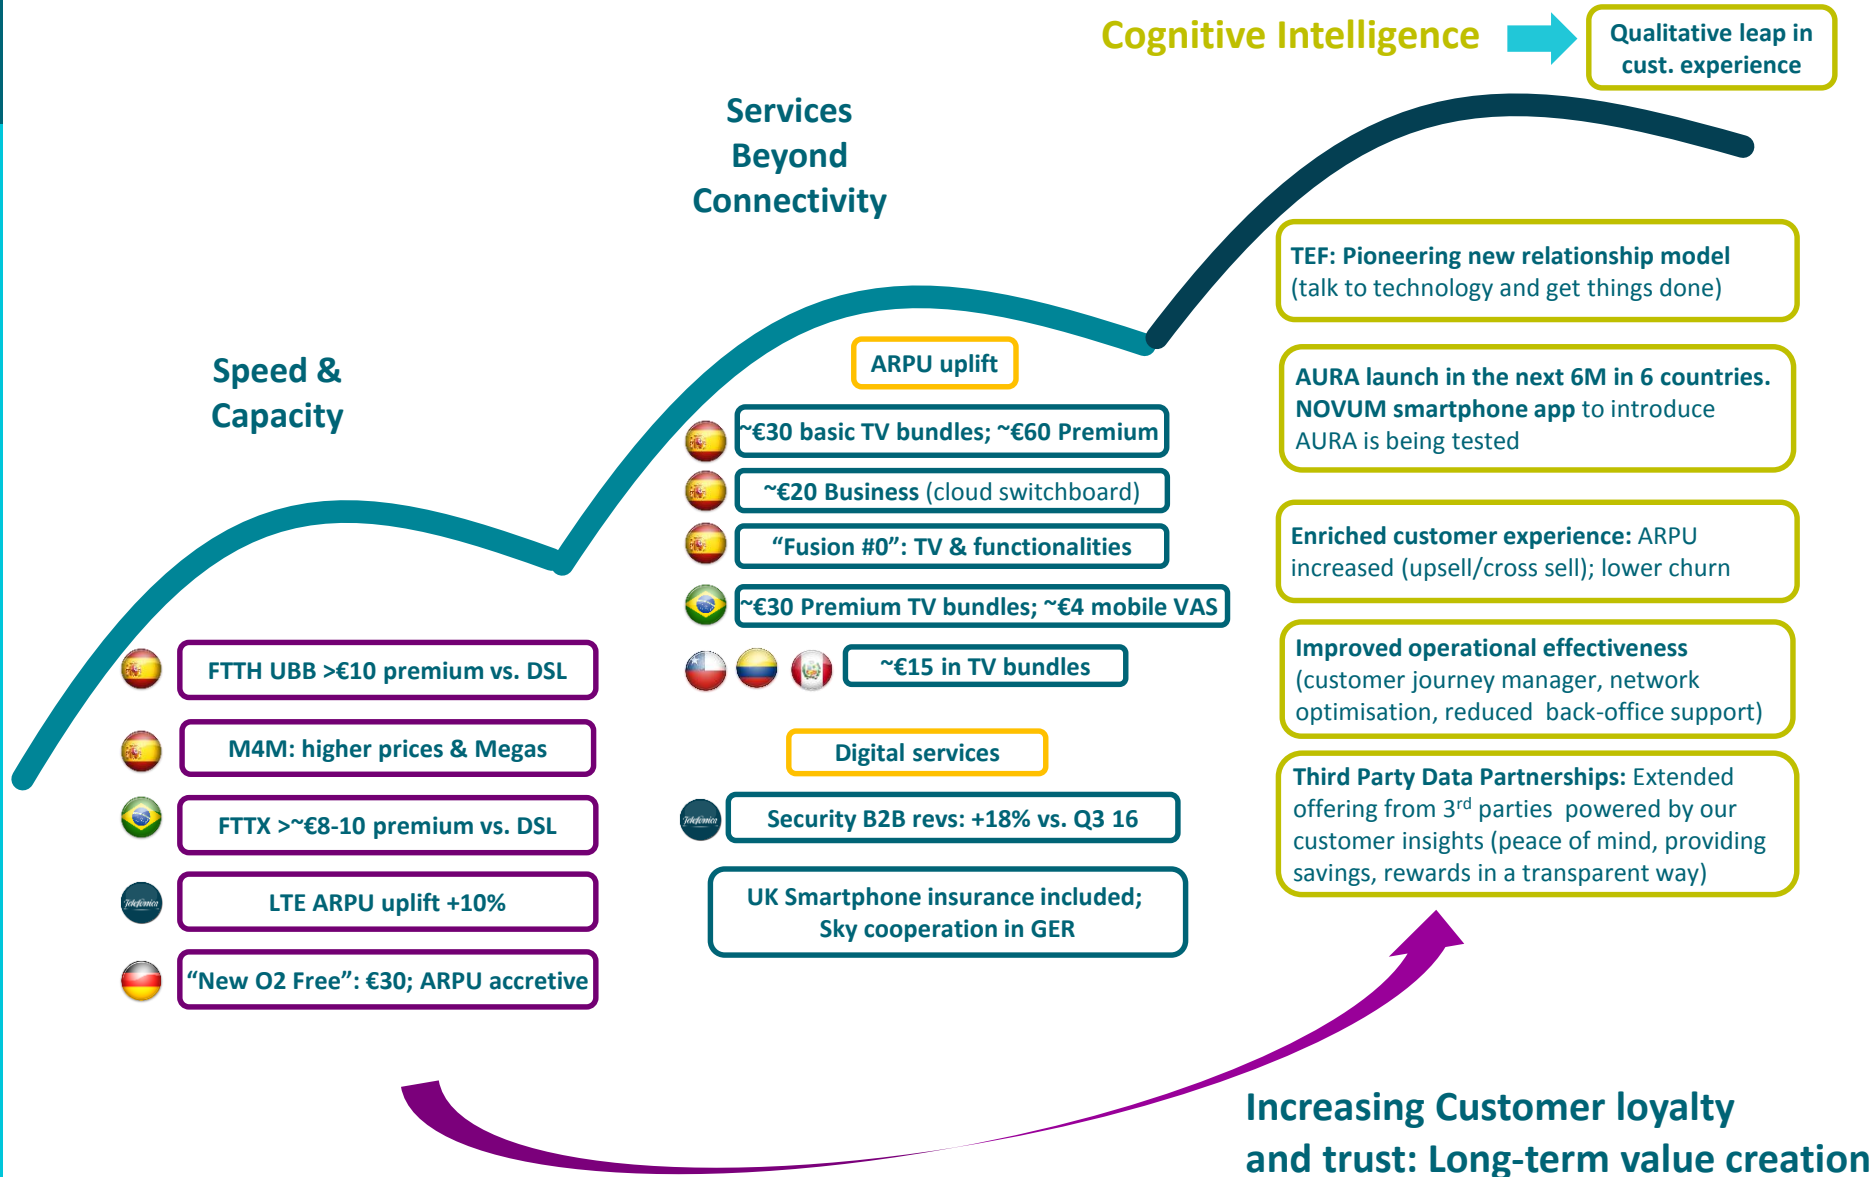 Cognitive Intelligence
Qualitative leap in
cust. experience
Services
Beyond
Connectivity
Speed &
Capacity
FTTH UBB >€10 premium vs. DSL
M4M: higher prices & Megas
FTTX >~€8-10 premium vs. DSL
Telefónica
LTE ARPU uplift +10%
“New O2 Free”: €30; ARPU accretive
ARPU uplift
~€30 basic TV bundles; ~€60 Premium
~€20 Business (cloud switchboard)
“Fusion #0”: TV & functionalities
~€30 Premium TV bundles; ~€4 mobile VAS
~€15 in TV bundles
Digital services
Telefónica
Security B2B revs: +18% vs. Q3 16
UK Smartphone insurance included;
Sky cooperation in GER
TEF: Pioneering new relationship model
(talk to technology and get things done)
AURA launch in the next 6M in 6 countries.
NOVUM smartphone app to introduce
AURA is being tested
Enriched customer experience: ARPU
increased (upsell/cross sell); lower churn
Improved operational effectiveness
(customer journey manager, network
optimisation, reduced  back-office support)
Third Party Data Partnerships: Extended
offering from 3rd parties  powered by our
customer insights (peace of mind, providing
savings, rewards in a transparent way)
Increasing Customer loyalty
and trust: Long-term value creation